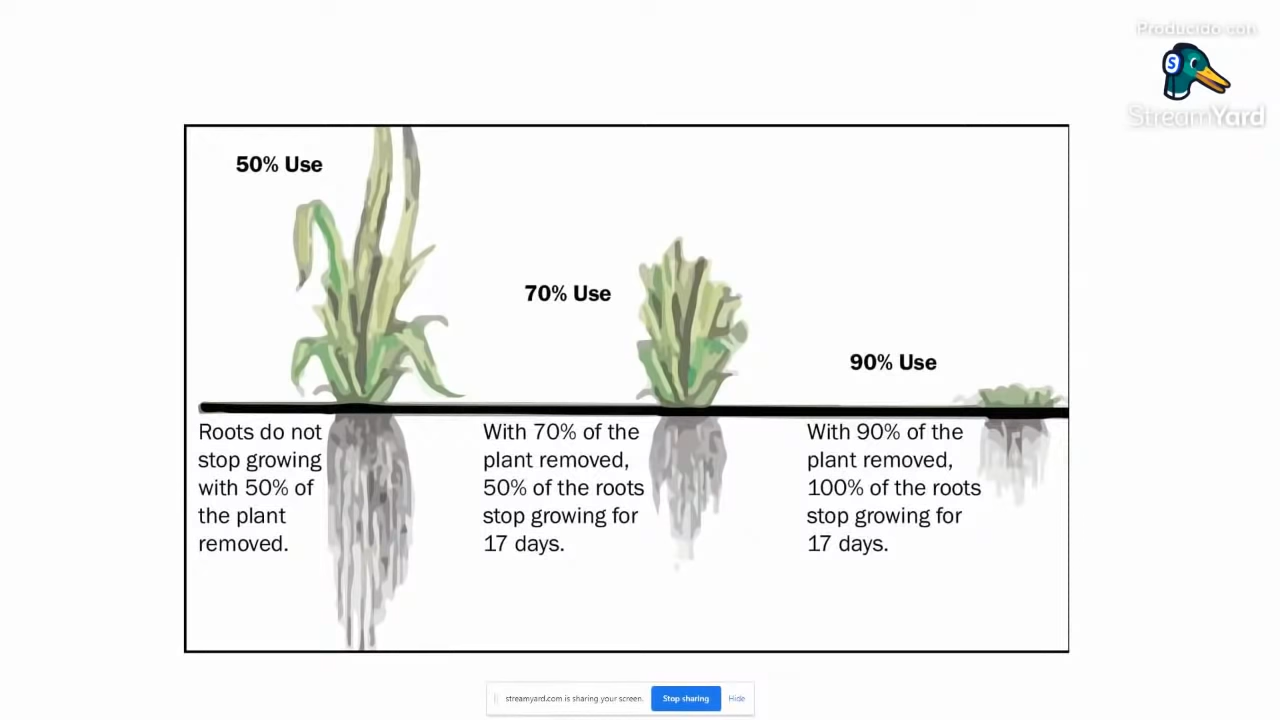 Producido con
StreamYard
50% Use
70% Use
90% Use
Roots do not
stop growing
with 50% of
the plant
removed.
With 70% of the
plant removed,
50% of the roots
stop growing for
17 days.
With 90% of the
plant removed,
100% of the roots
stop growing for
17 days.
streamyard.com is sharing your screen. Stop sharing Hide